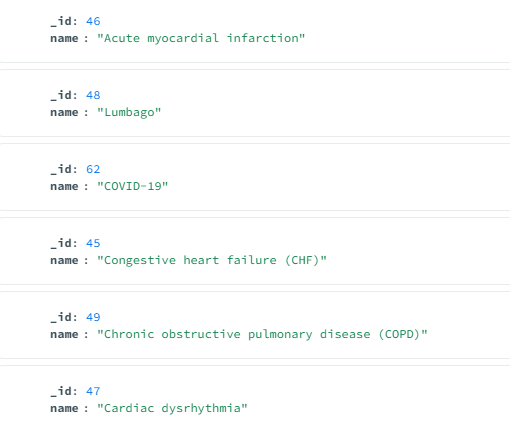 _id: 46
name : "Acute myocardial infarction"
_id: 48
name : "Lumbago"
_id: 62
name : "COVID-19"
_id: 45
name : "Congestive heart failure (CHF)"
_id: 49
name : "Chronic obstructive pulmonary disease (COPD)"
_id: 47
name : "Cardiac dysrhythmia"